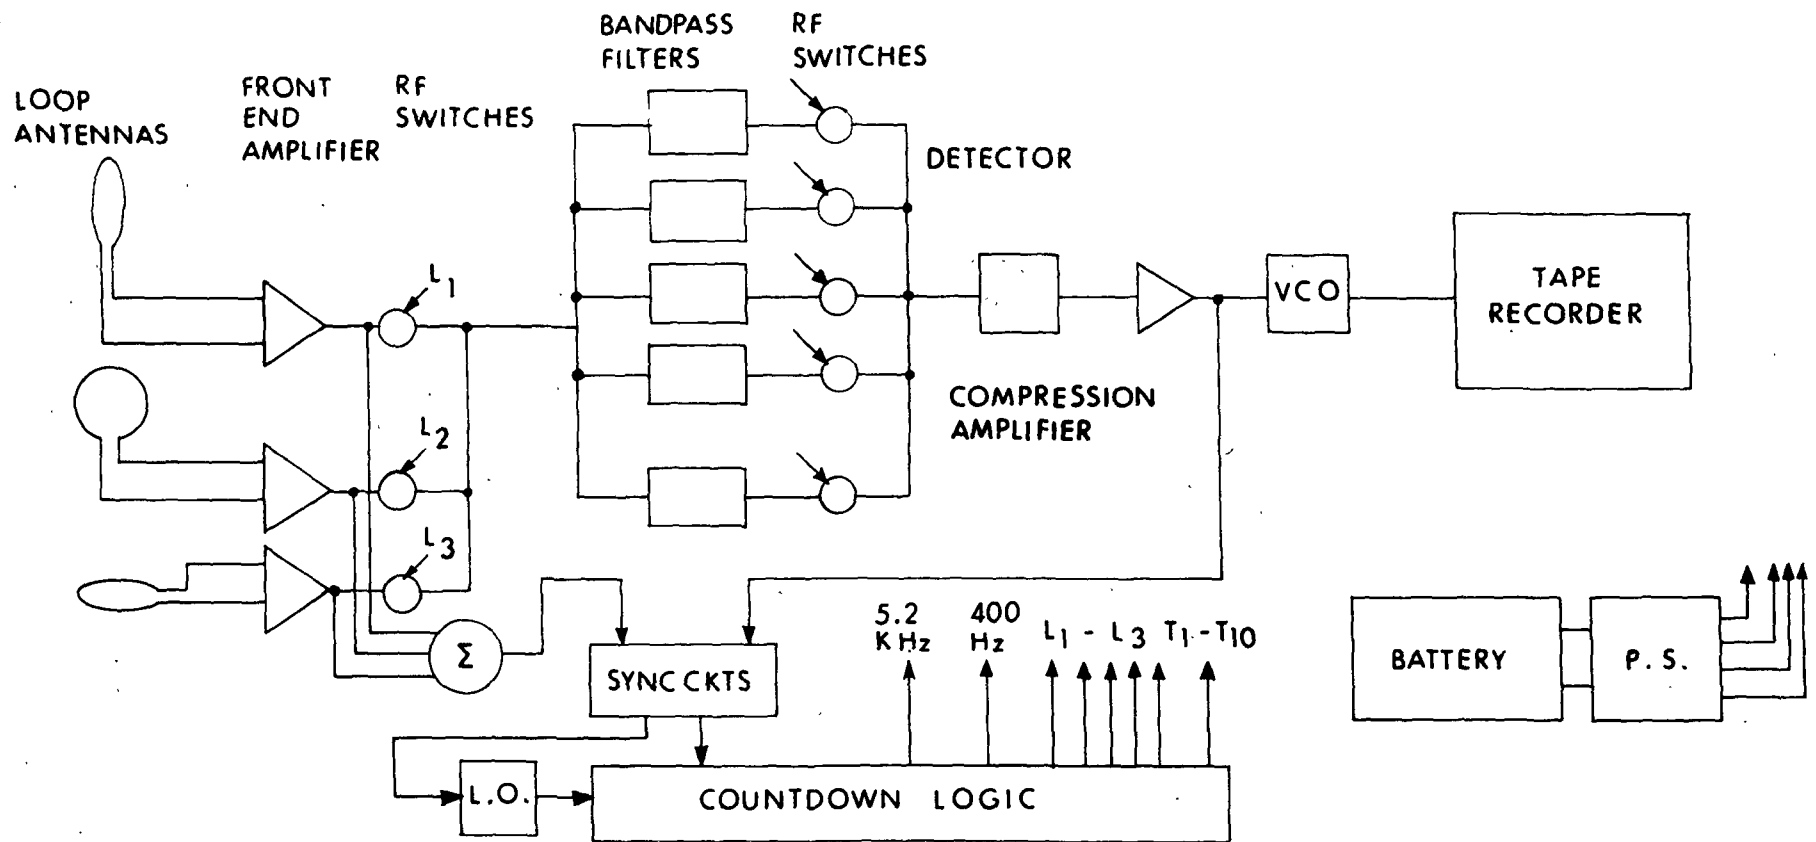 BANDPASS
FILTERS
RF
SWITCHES
LOOP
ANTENNAS
FRONT
END
AMPLIFIER
RF
SWITCHES
DETECTOR
L1
L2
L3
VCO
TAPE
RECORDER
COMPRESSION
AMPLIFIER
Σ
SYNC CKTS
5.2
KHz
400
Hz
L1 - L3
T1-T10
BATTERY
P.S.
L.O.
COUNTDOWN LOGIC